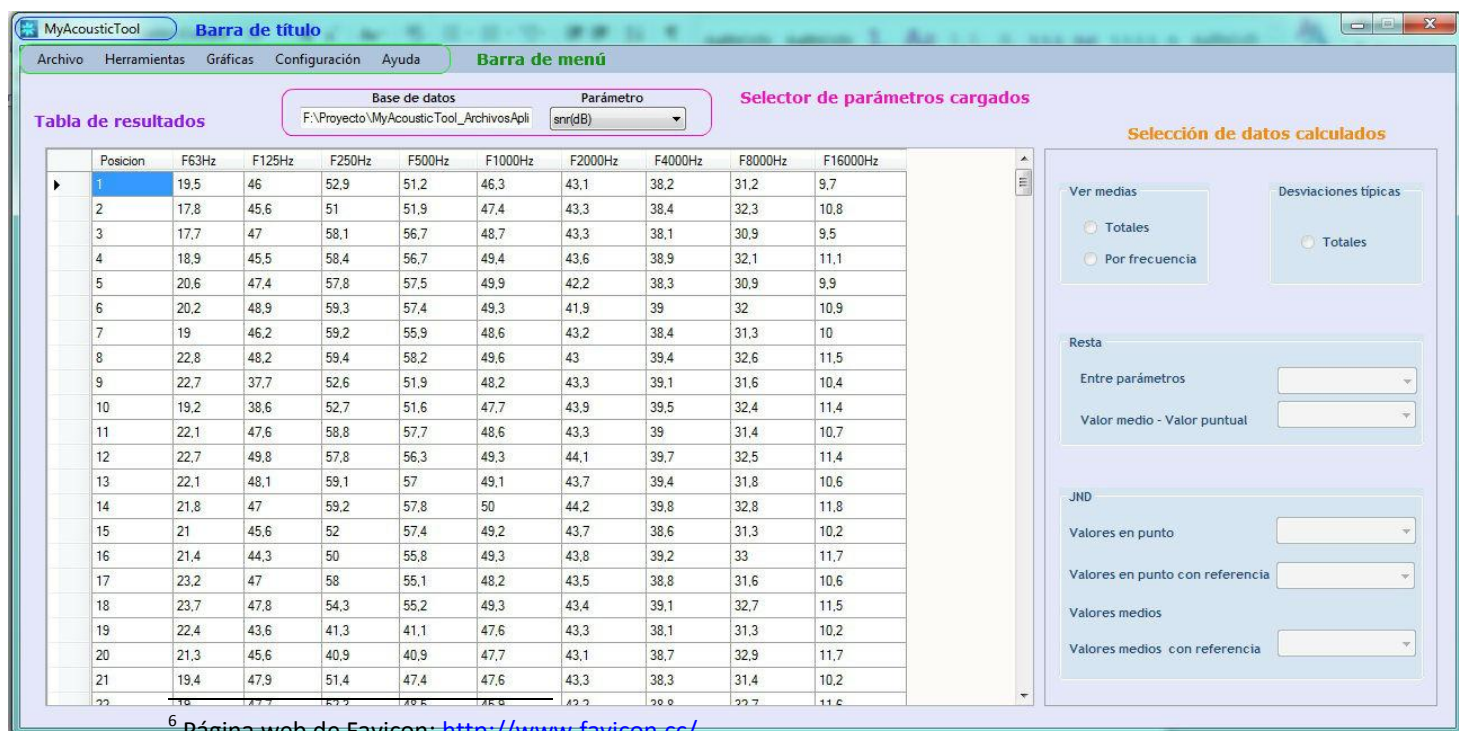 MyAcousticTool Barra de título
Archivo Herramientas Gráficas Configuración Ayuda Barra de menú
Base de datos Parámetro Selector de parámetros cargados
F:\Proyecto\MyAcousticTool_ArchivosApli snr(dB)
Tabla de resultados
Selección de datos calculados
Posicion F63Hz F125Hz F250Hz F500Hz F1000Hz F2000Hz F4000Hz F8000Hz F16000Hz
1 19,5 46 52,9 51,2 46,3 43,1 38,2 31,2 9,7
2 17,8 45,6 51 51,9 47,4 43,3 38,4 32,3 10,8
3 17,7 47 58,1 56,7 48,7 43,3 38,1 30,9 9,5
4 18,9 45,5 58,4 56,7 49,4 43,6 38,9 32,1 11,1
5 20,6 47,4 57,8 57,5 49,9 42,2 38,3 30,9 9,9
6 20,2 48,9 59,3 57,4 49,3 41,9 39 32 10,9
7 19 46,2 59,2 55,9 48,6 43,2 38,4 31,3 10
8 22,8 48,2 59,4 58,2 49,6 43 39,4 32,6 11,5
9 22,7 37,7 52,6 51,9 48,2 43,3 39,1 31,6 10,4
10 19,2 38,6 52,7 51,6 47,7 43,9 39,5 32,4 11,4
11 22,1 47,6 58,8 57,7 48,6 43,3 39 31,4 10,7
12 22,7 49,8 57,8 56,3 49,3 44,1 39,7 32,5 11,4
13 22,1 48,1 59,1 57 49,1 43,7 39,4 31,8 10,6
14 21,8 47 59,2 57,8 50 44,2 39,8 32,8 11,8
15 21 45,6 52 57,4 49,2 43,7 38,6 31,3 10,2
16 21,4 44,3 50 55,8 49,3 43,8 39,2 33 11,7
17 23,2 47 58 55,1 48,2 43,5 38,8 31,6 10,6
18 23,7 47,8 54,3 55,2 49,3 43,4 39,1 32,7 11,5
19 22,4 43,6 41,3 41,1 47,6 43,3 38,1 31,3 10,2
20 21,3 45,6 40,9 40,9 47,7 43,1 38,7 32,9 11,7
21 19,4 47,9 51,4 47,4 47,6 43,3 38,3 31,4 10,2
Ver medias
Totales
Por frecuencia
Desviaciones típicas
Totales
Resta
Entre parámetros
Valor medio - Valor puntual
JND
Valores en punto
Valores en punto con referencia
Valores medios
Valores medios con referencia
6 Página web de Favicon: http://www.favicon.cc/